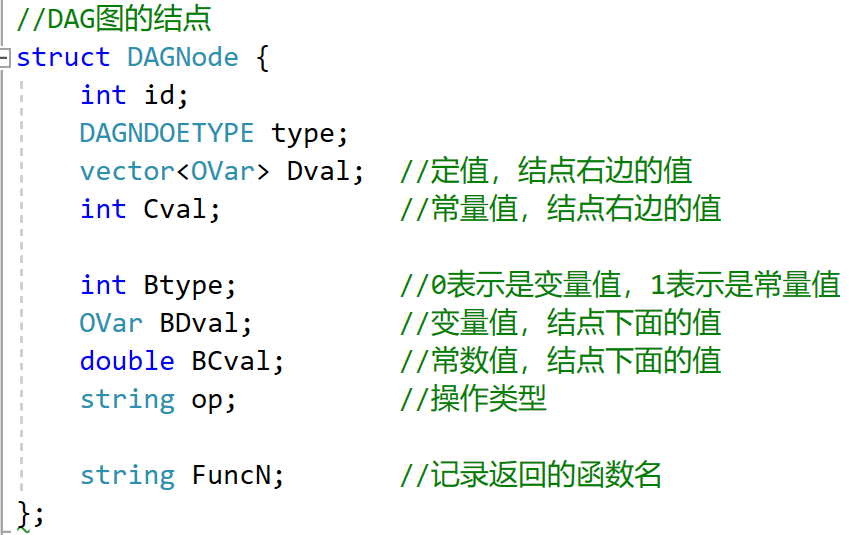 //DAG图的结点
struct DAGNode {
int id;
DAGNDOETYPE type;
vector<OVar> Dval; //定值，结点右边的值
int Cval; //常量值，结点右边的值
int Btype; //0表示是变量值，1表示是常量值
OVar BDval; //变量值，结点下面的值
double BCval; //常数值，结点下面的值
string op; //操作类型
string FuncN; //记录返回的函数名
};